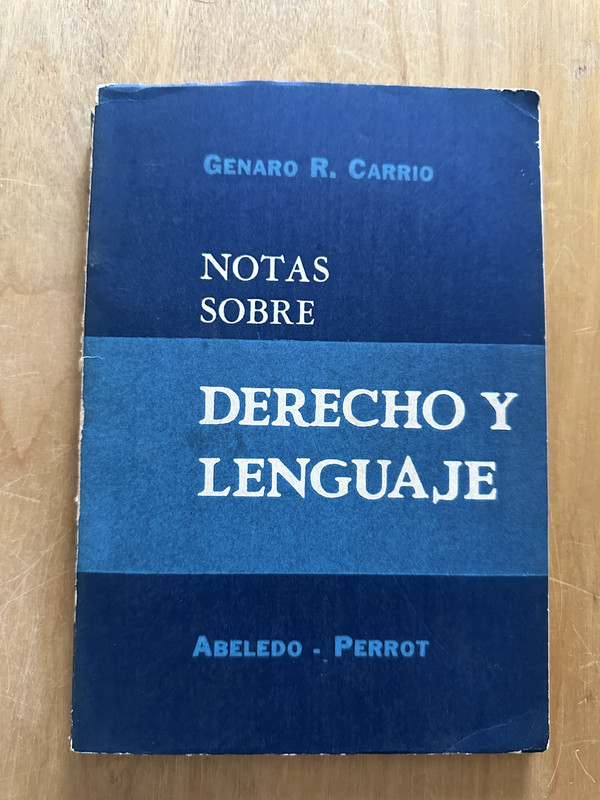 GENARO R. CARRIO
NOTAS
SOBRE
DERECHO Y
LENGUAJE
ABELEDO - PERROT